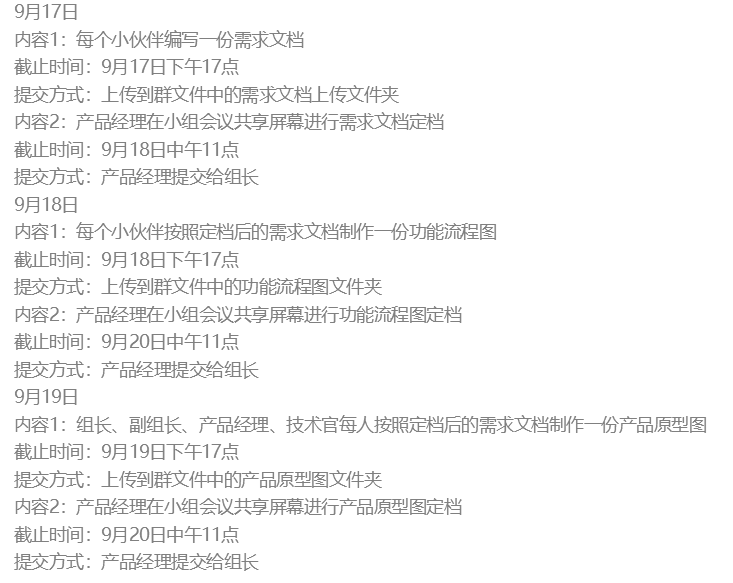 9月17日
内容1：每个小伙伴编写一份需求文档
截止时间：9月17日下午17点
提交方式：上传到群文件中的需求文档上传文件夹
内容2：产品经理在小组会议共享屏幕进行需求文档定档
截止时间：9月18日中午11点
提交方式：产品经理提交给组长
9月18日
内容1：每个小伙伴按照定档后的需求文档制作一份功能流程图
截止时间：9月18日下午17点
提交方式：上传到群文件中的功能流程图文件夹
内容2：产品经理在小组会议共享屏幕进行功能流程图定档
截止时间：9月20日中午11点
提交方式：产品经理提交给组长
9月19日
内容1：组长、副组长、产品经理、技术官每人按照定档后的需求文档制作一份产品原型图
截止时间：9月19日下午17点
提交方式：上传到群文件中的产品原型图文件夹
内容2：产品经理在小组会议共享屏幕进行产品原型图定档
截止时间：9月20日中午11点
提交方式：产品经理提交给组长